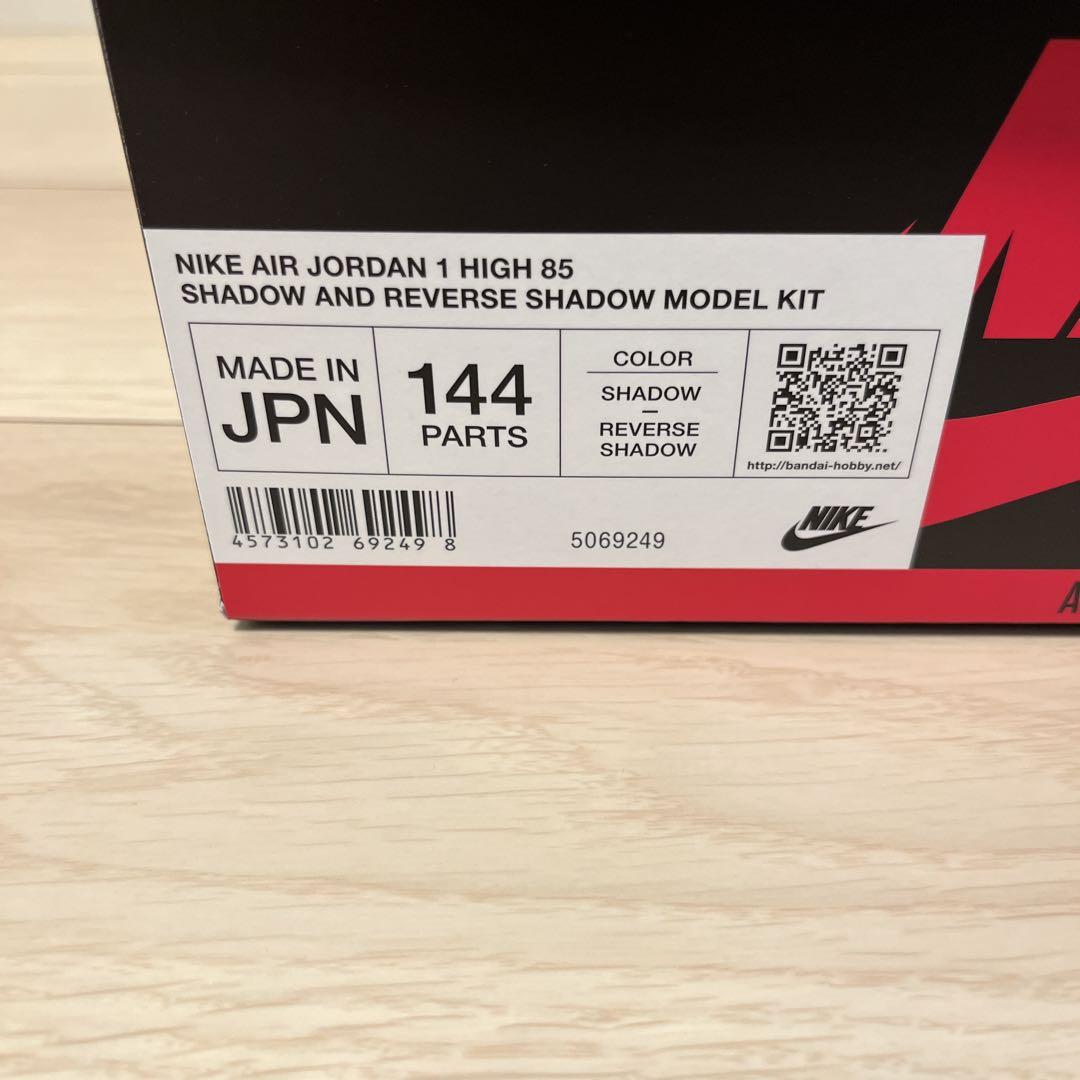 NIKE AIR JORDAN 1 HIGH 85
SHADOW AND REVERSE SHADOW MODEL KIT
MADE IN
JPN
144
PARTS
COLOR
SHADOW
–
REVERSE
SHADOW
http://bandai-hobby.net/
4573102 69249 8
5069249
NIKE